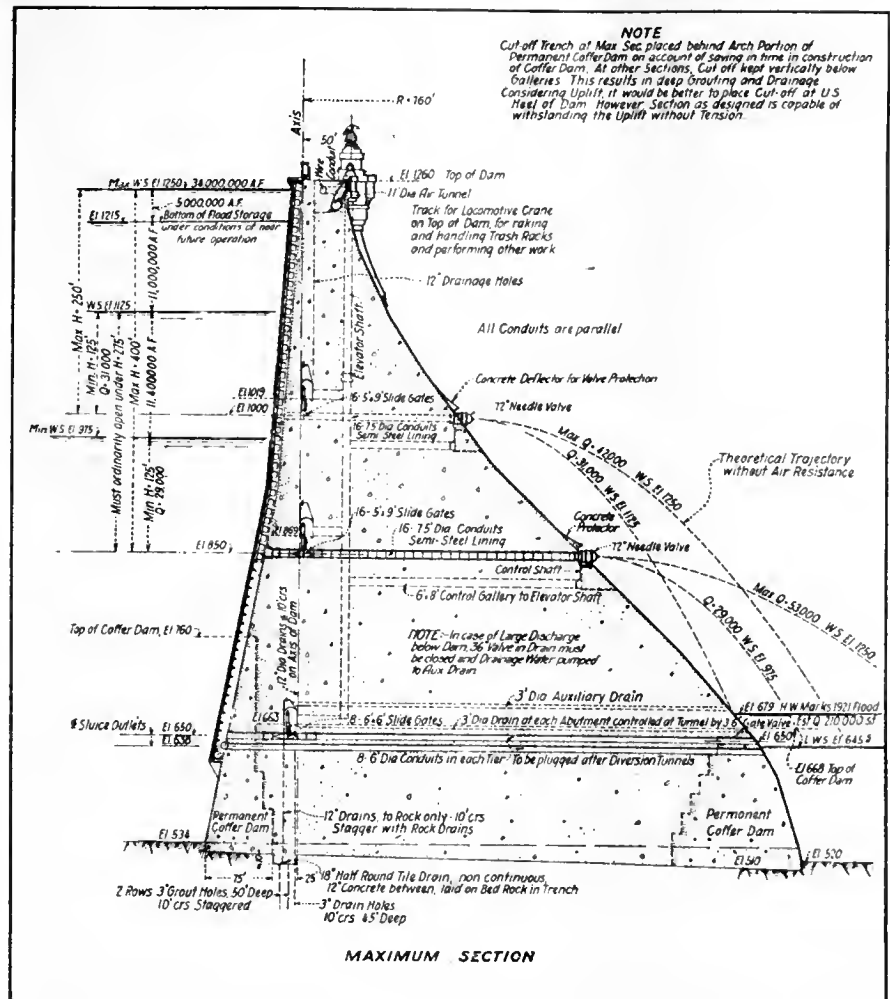 NOTE
Cut-off Trench at Max Sec. placed behind Arch Portion of
Permanent Coffer Dam on account of saving in time in construction
of Coffer Dam. At other Sections, Cut off kept vertically below
Galleries This results in deep Grouting and Drainage
Considering Uplift, it would be better to place Cut-off at U.S
Heel of Dam However Section as designed is capable of
withstanding the Uplift without Tension
R = 760'
Axis
50'
Wire
Conduit
Max W.S El 1250
34,000,000 A.F.
El 1260 Top of Dam
11' Dia Air Tunnel
5000,000 A.F.
El 1215
Bottom of Flood Storage
under conditions of near
future operation
Track for Locomotive Crane
on Top of Dam, for raking
and handling Trash Racks
and performing other work
12" Drainage Holes
Max H = 250'
11,000,000 A.F.
W S El 1125
Elevator Shaft
All Conduits are parallel
Min. H = 125'
Q = 31000
Must ordinarily open under H = 275'
Max H = 400'
11,400000 A.F.
El 1019
El 1000
Concrete Deflector for Valve Protection
16-5'x9' Slide Gates
72" Needle Valve
Min W S El 975
16-7.5' Dia Conduits
Semi Steel Lining
Max Q = 42000 W S El 1250
Q = 31,000 W S El 1125
Theoretical Trajectory
without Air Resistance
Min H = 125'
Q = 29,000
16-5'x9' Slide Gates
El 869
16- 7.5' Dia Conduits
Semi-Steel Lining
Concrete
Protector
72" Needle Valve
El 850
Control Shaft
6'x8' Control Gallery to Elevator Shaft
Max Q = 53000 W S El 1250
Q = 29,000 W S El 975
Top of Coffer Dam, El 760
12" Dia Drains 10' crs
on Axis of Dam
NOTE:- In case of Large Discharge
below Dam, 36" Valve in Drain must
be closed and Drainage Water pumped
to Aux Drain
3' Dia Auxiliary Drain
El 679 H W Marks 1921 Flood
El 663
8- 6'x6' Slide Gates
3' Dia Drain at each Abutment controlled at Tunnel by 36" Gate Valve
Est Q 210 000 s.f
Sluice Outlets
El 650
El 630
El 650
L W S El 645
8- 6' Dia Conduits in each Tier To be plugged after Diversion Tunnels
El 668 Top of
Coffer Dam
Permanent
Coffer Dam
12" Drains, to Rock only - 10' crs
Stagger with Rock Drains
Permanent
Coffer Dam
El 534
El 510
El 520
75'
25'
18" Half Round Tile Drain, non continuous,
12" Concrete between, laid on Bed Rock in Trench
2 Rows 3" Grout Holes, 50' Deep
10' crs Staggered
3" Drain Holes
10' crs 45' Deep
MAXIMUM SECTION